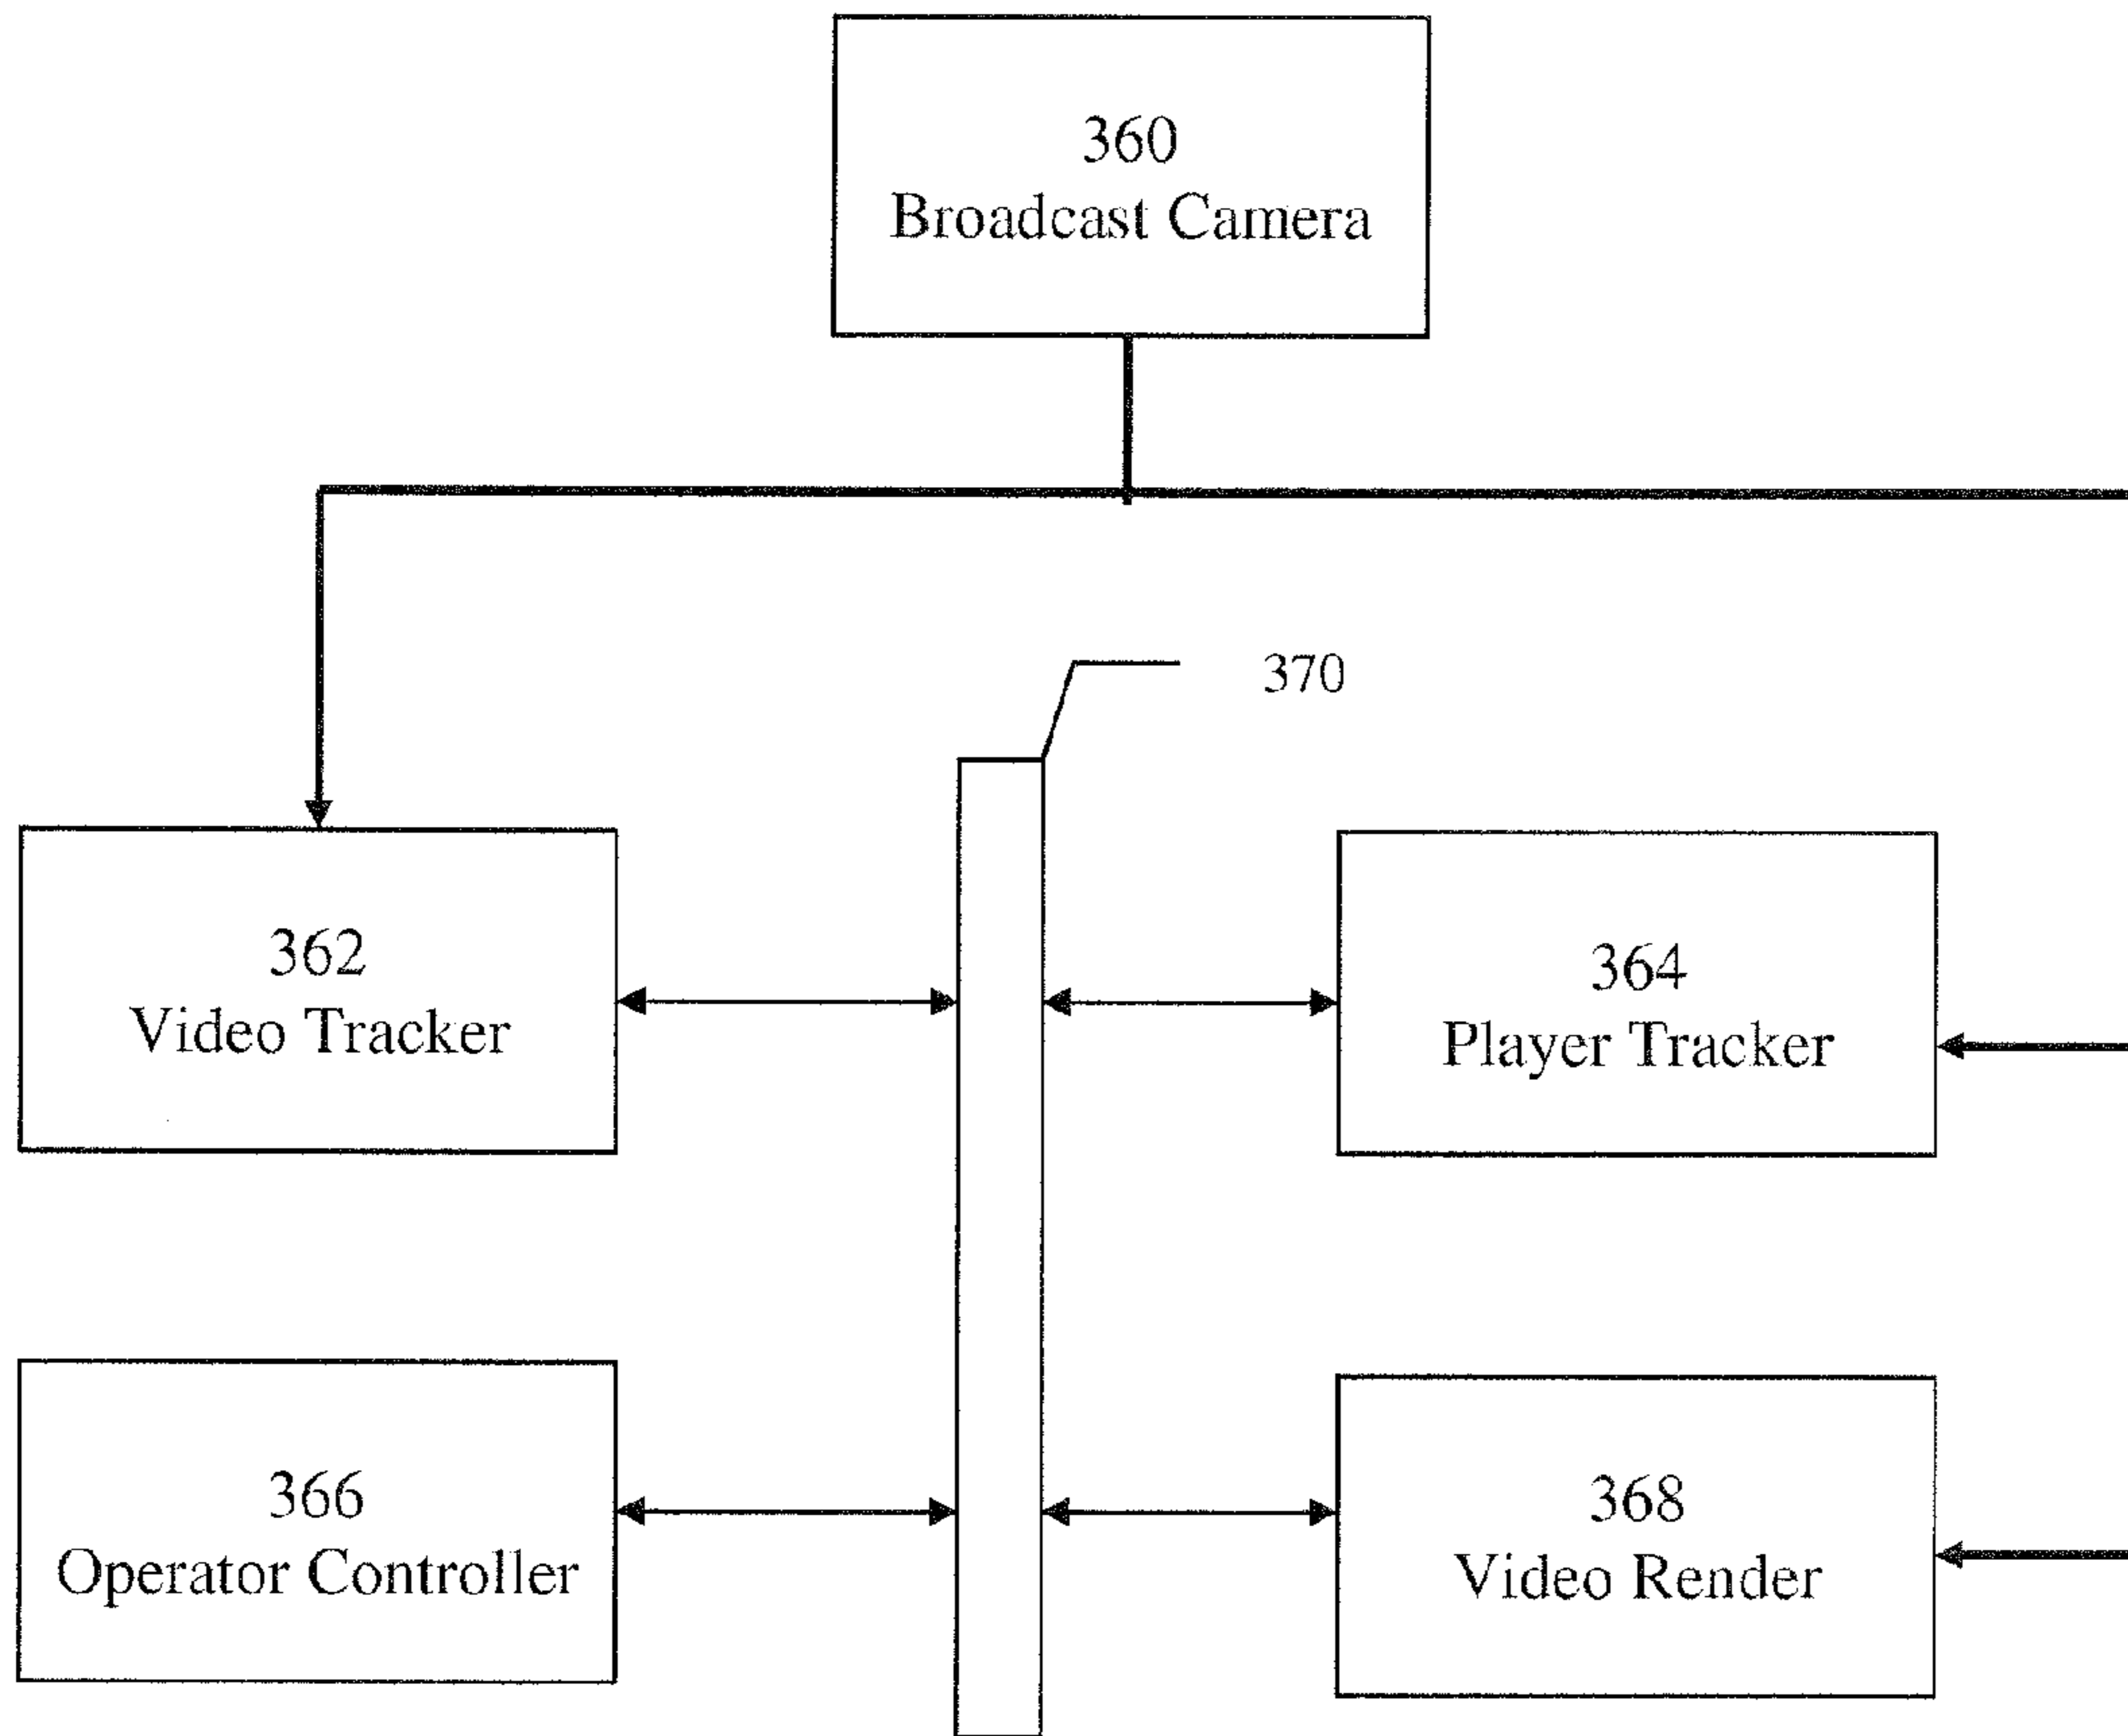 360
Broadcast Camera
370
362
Video Tracker
364
Player Tracker
366
Operator Controller
368
Video Render